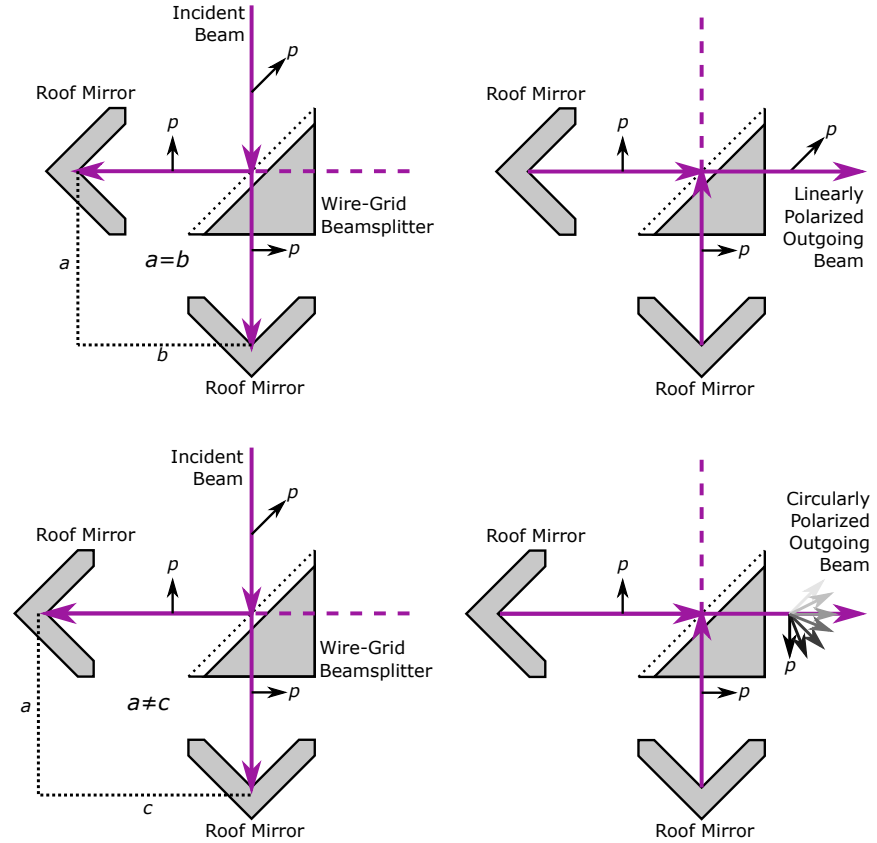 Incident
Beam
p
Roof Mirror
p
Wire-Grid
Beamsplitter
a
a=b
p
b
Roof Mirror
Roof Mirror
p
p
Linearly
Polarized
Outgoing
Beam
p
Roof Mirror
Incident
Beam
p
Roof Mirror
p
Wire-Grid
Beamsplitter
a
a≠c
p
c
Roof Mirror
Circularly
Polarized
Outgoing
Beam
Roof Mirror
p
p
p
Roof Mirror